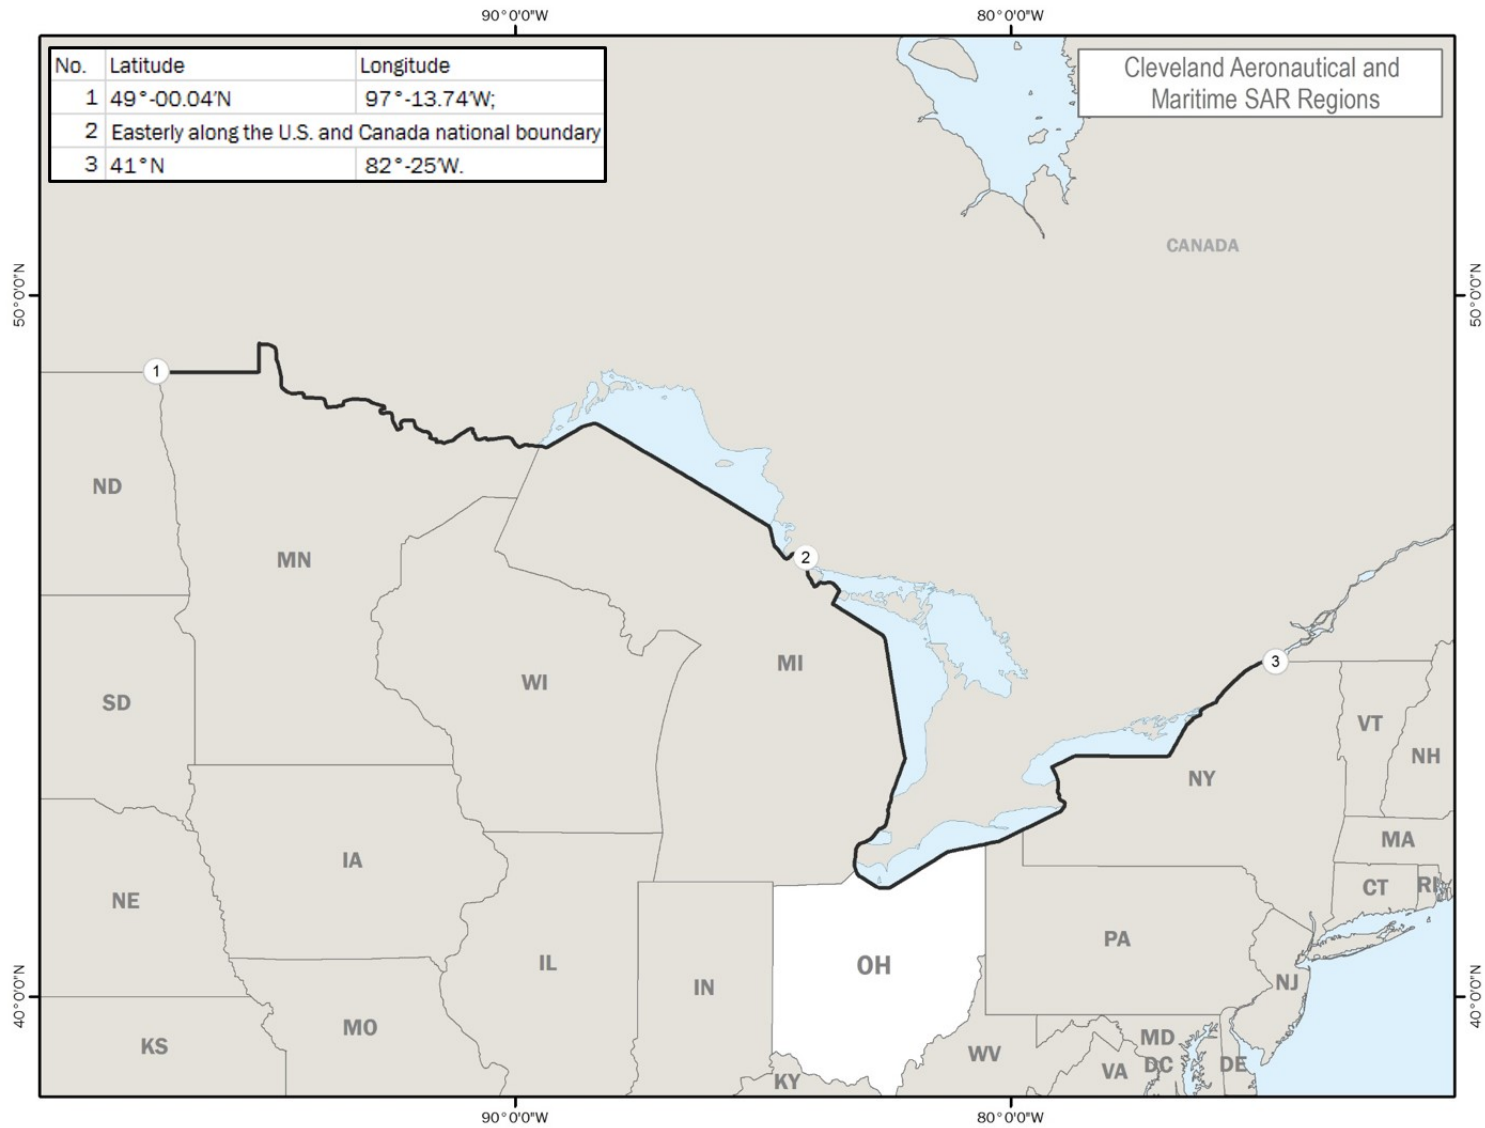 90°0'0"W 80°0'0"W
No. Latitude Longitude
1 49°-00.04'N 97°-13.74'W;
2 Easterly along the U.S. and Canada national boundary
3 41°N 82°-25'W.
Cleveland Aeronautical and
Maritime SAR Regions
CANADA
50°0'0"N 50°0'0"N
1
ND
MN
2
MI
3
WI
SD
VT
NH
NY
IA
MA
NE
CT RI
PA
OH
IL
IN
NJ
40°0'0"N 40°0'0"N
MO
KS
WV
MD
VA DC DE
KY
90°0'0"W 80°0'0"W